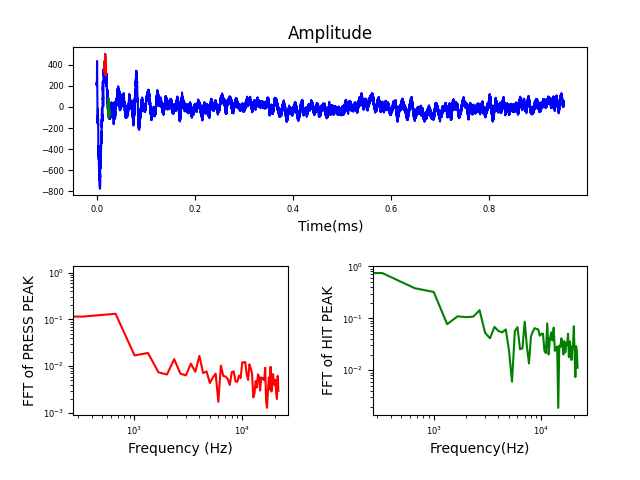 Amplitude
400
200
0
−200
−400
−600
−800
0.0 0.2 0.4 0.6 0.8
Time(ms)
FFT of PRESS PEAK
10⁰
10⁻¹
10⁻²
10⁻³
10³ 10⁴
Frequency (Hz)
FFT of HIT PEAK
10⁰
10⁻¹
10⁻²
10³ 10⁴
Frequency(Hz)